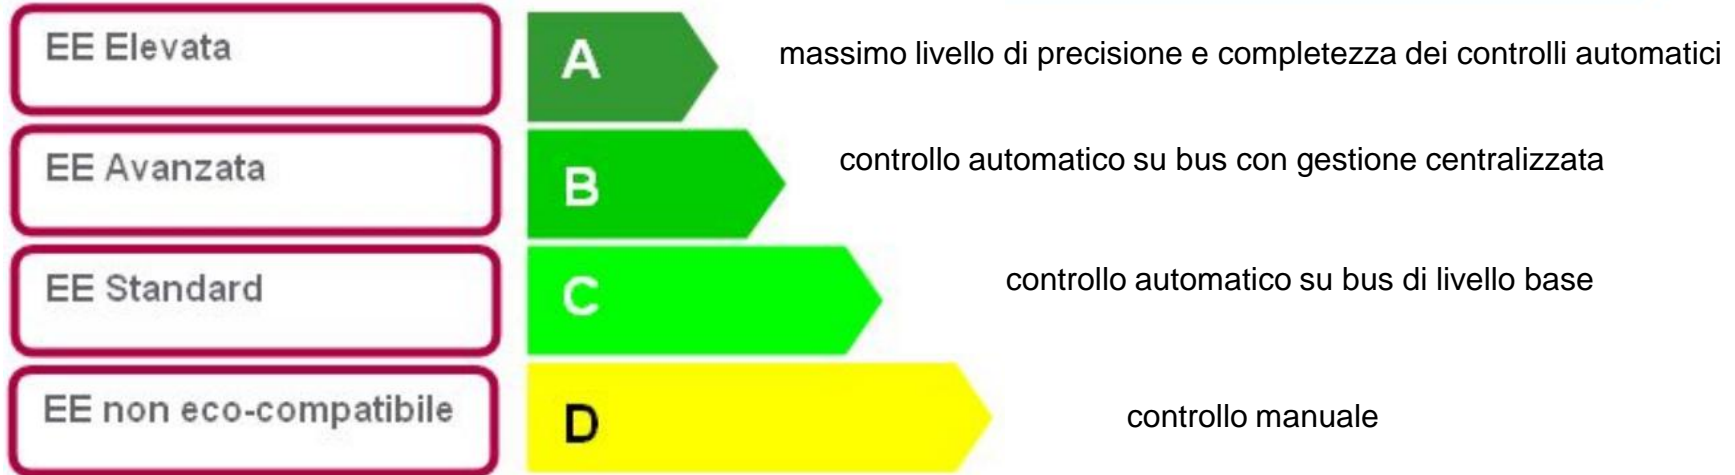 EE Elevata
A
massimo livello di precisione e completezza dei controlli automatici
EE Avanzata
B
controllo automatico su bus con gestione centralizzata
EE Standard
C
controllo automatico su bus di livello base
EE non eco-compatibile
D
controllo manuale